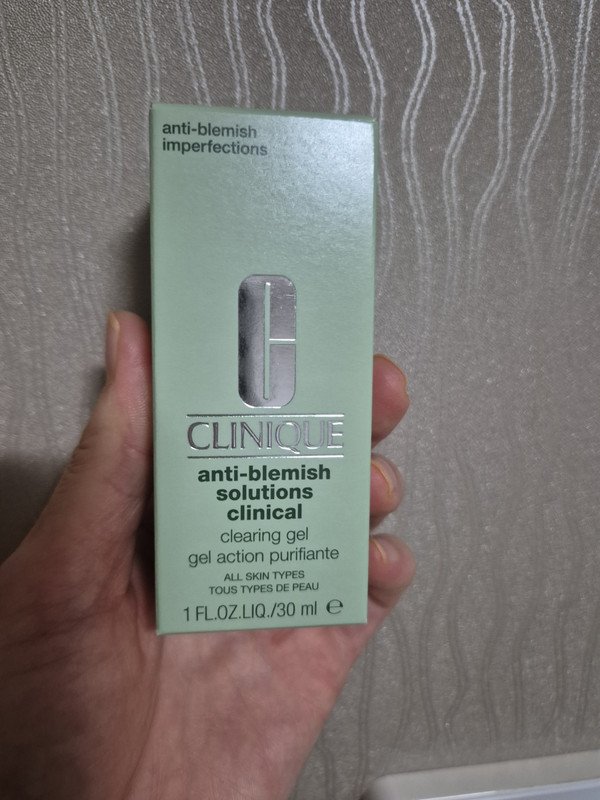 anti-blemish
imperfections
CLINIQUE
anti-blemish
solutions
clinical
clearing gel
gel action purifiante
ALL SKIN TYPES
TOUS TYPES DE PEAU
1 FL.OZ.LIQ./30 ml ℮